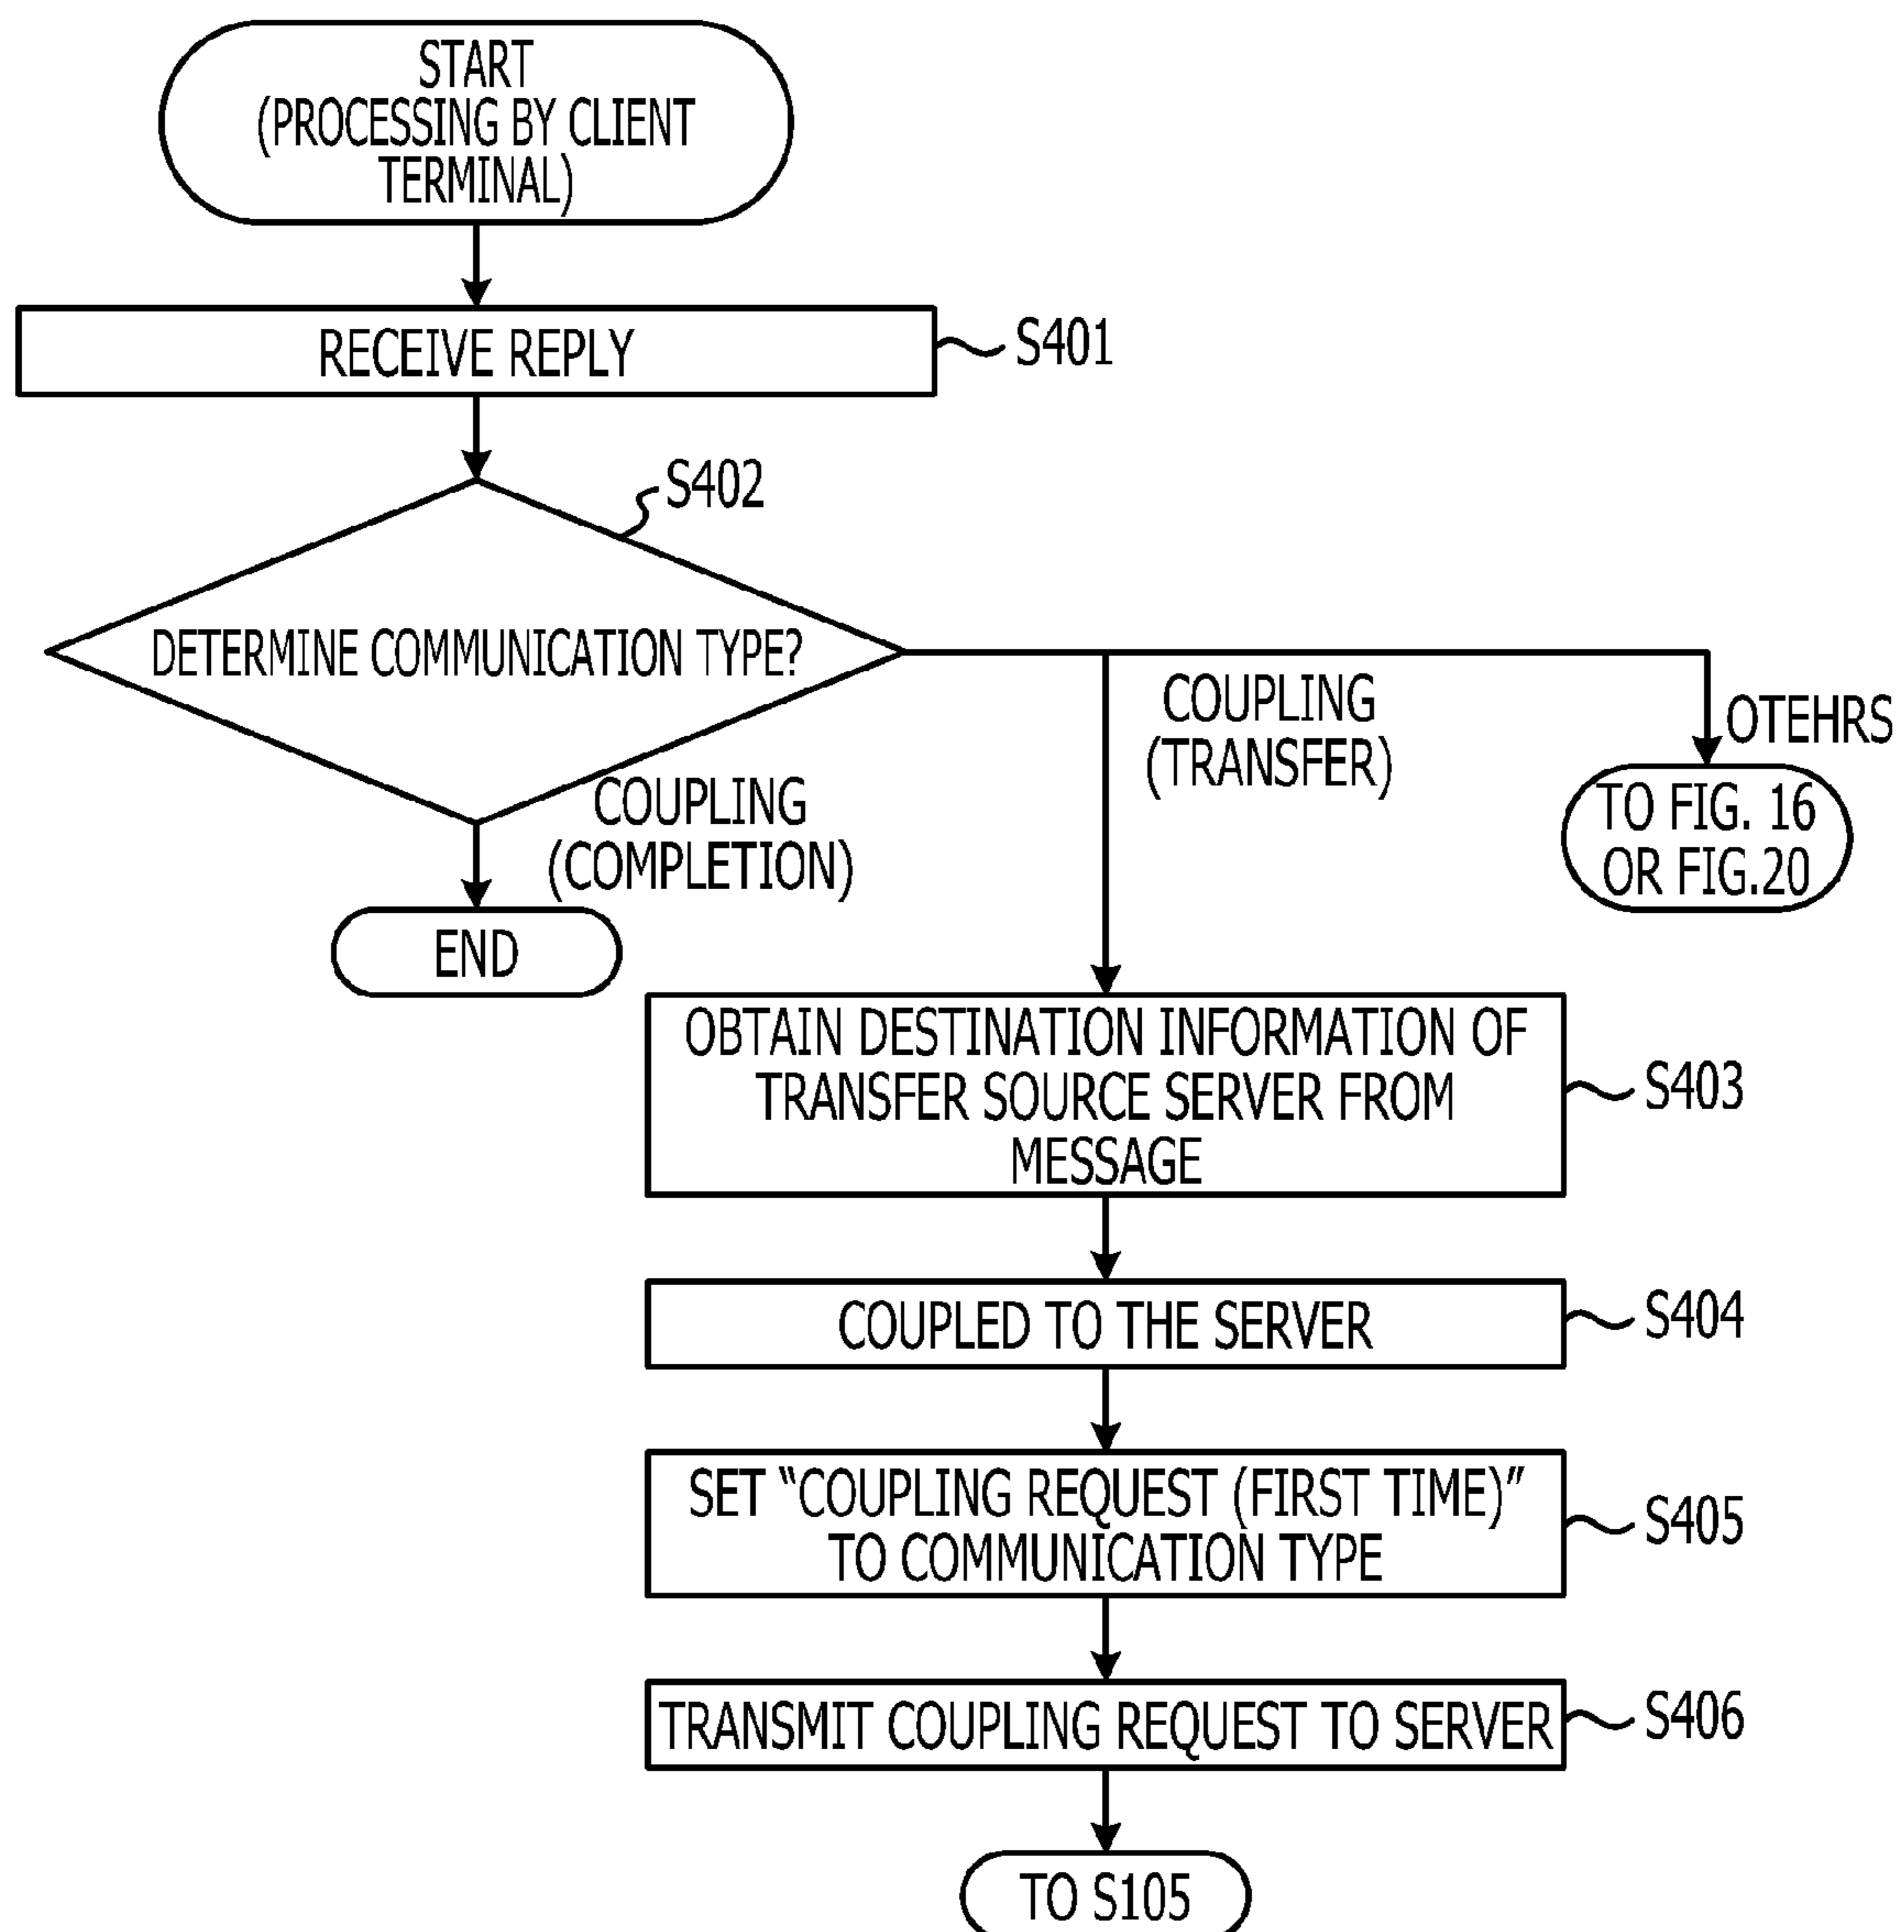 START
(PROCESSING BY CLIENT
TERMINAL)
RECEIVE REPLY
S401
S402
DETERMINE COMMUNICATION TYPE?
COUPLING
(TRANSFER)
OTEHRS
TO FIG. 16
OR FIG.20
COUPLING
(COMPLETION)
END
OBTAIN DESTINATION INFORMATION OF
TRANSFER SOURCE SERVER FROM
MESSAGE
S403
COUPLED TO THE SERVER
S404
SET “COUPLING REQUEST (FIRST TIME)”
TO COMMUNICATION TYPE
S405
TRANSMIT COUPLING REQUEST TO SERVER
S406
TO S105